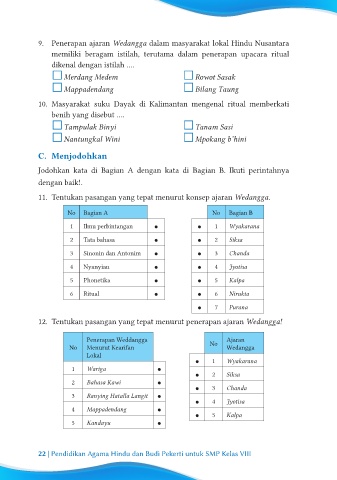 9. Penerapan ajaran Wedangga dalam masyarakat lokal Hindu Nusantara
memiliki beragam istilah, terutama dalam penerapan upacara ritual
dikenal dengan istilah ....
Merdang Medem
Rowot Sasak
Mappadendang
Bilang Taung
10. Masyarakat suku Dayak di Kalimantan mengenal ritual memberkati
benih yang disebut ....
Tampulak Binyi
Tanam Sasi
Nantungkal Wini
Mpokang b'hini
C. Menjodohkan
Jodohkan kata di Bagian A dengan kata di Bagian B. Ikuti perintahnya
dengan baik!.
11. Tentukan pasangan yang tepat menurut konsep ajaran Wedangga.
No Bagian A
No Bagian B
1 Ilmu perbintangan ●
● 1 Wyakarana
2 Tata bahasa ●
● 2 Siksa
3 Sinonin dan Antonim ●
● 3 Chanda
4 Nyanyian ●
● 4 Jyotisa
5 Phonetika ●
● 5 Kalpa
6 Ritual ●
● 6 Nirukta
● 7 Purana
12. Tentukan pasangan yang tepat menurut penerapan ajaran Wedangga!
No Penerapan Weddangga
Menurut Kearifan
Lokal
No Ajaran
Wedangga
1 Wariga ●
2 Bahasa Kawi ●
3 Ranying Hatalla Langit ●
4 Mappadendang ●
5 Kandayu ●
● 1 Wyakarana
● 2 Siksa
● 3 Chanda
● 4 Jyotisa
● 5 Kalpa
22 | Pendidikan Agama Hindu dan Budi Pekerti untuk SMP Kelas VIII